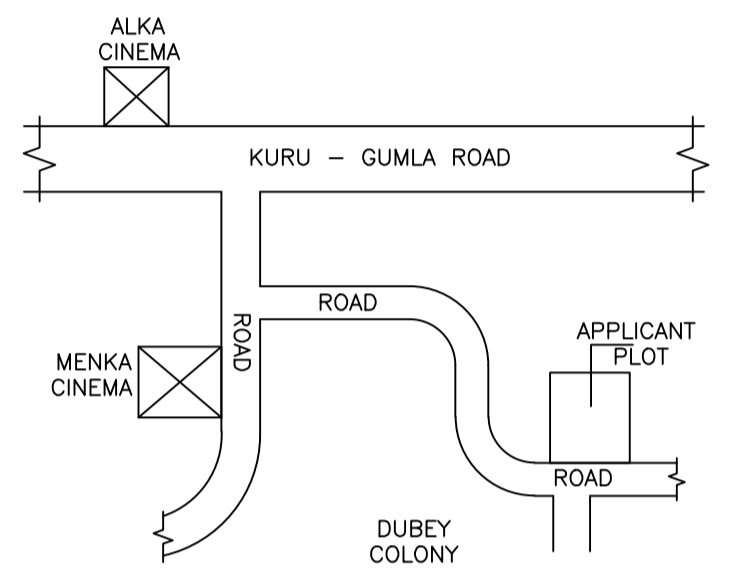 ALKA
CINEMA
KURU - GUMLA ROAD
ROAD
ROAD
APPLICANT
PLOT
MENKA
CINEMA
ROAD
DUBEY
COLONY